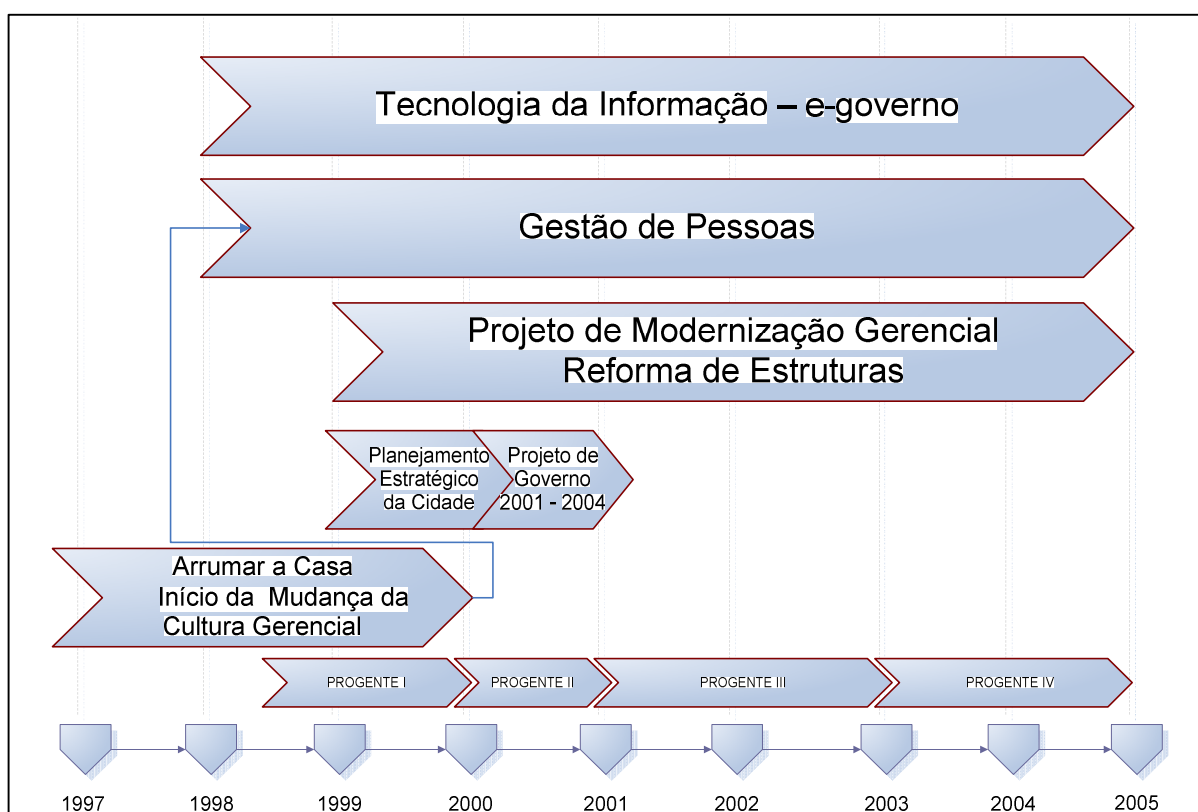 Tecnologia da Informação – e-governo
Gestão de Pessoas
Projeto de Modernização Gerencial
Reforma de Estruturas
Planejamento
Estratégico
da Cidade
Projeto de
Governo
2001 - 2004
Arrumar a Casa
Início da Mudança da
Cultura Gerencial
PROGENTE I
PROGENTE II
PROGENTE III
PROGENTE IV
1997
1998
1999
2000
2001
2002
2003
2004
2005